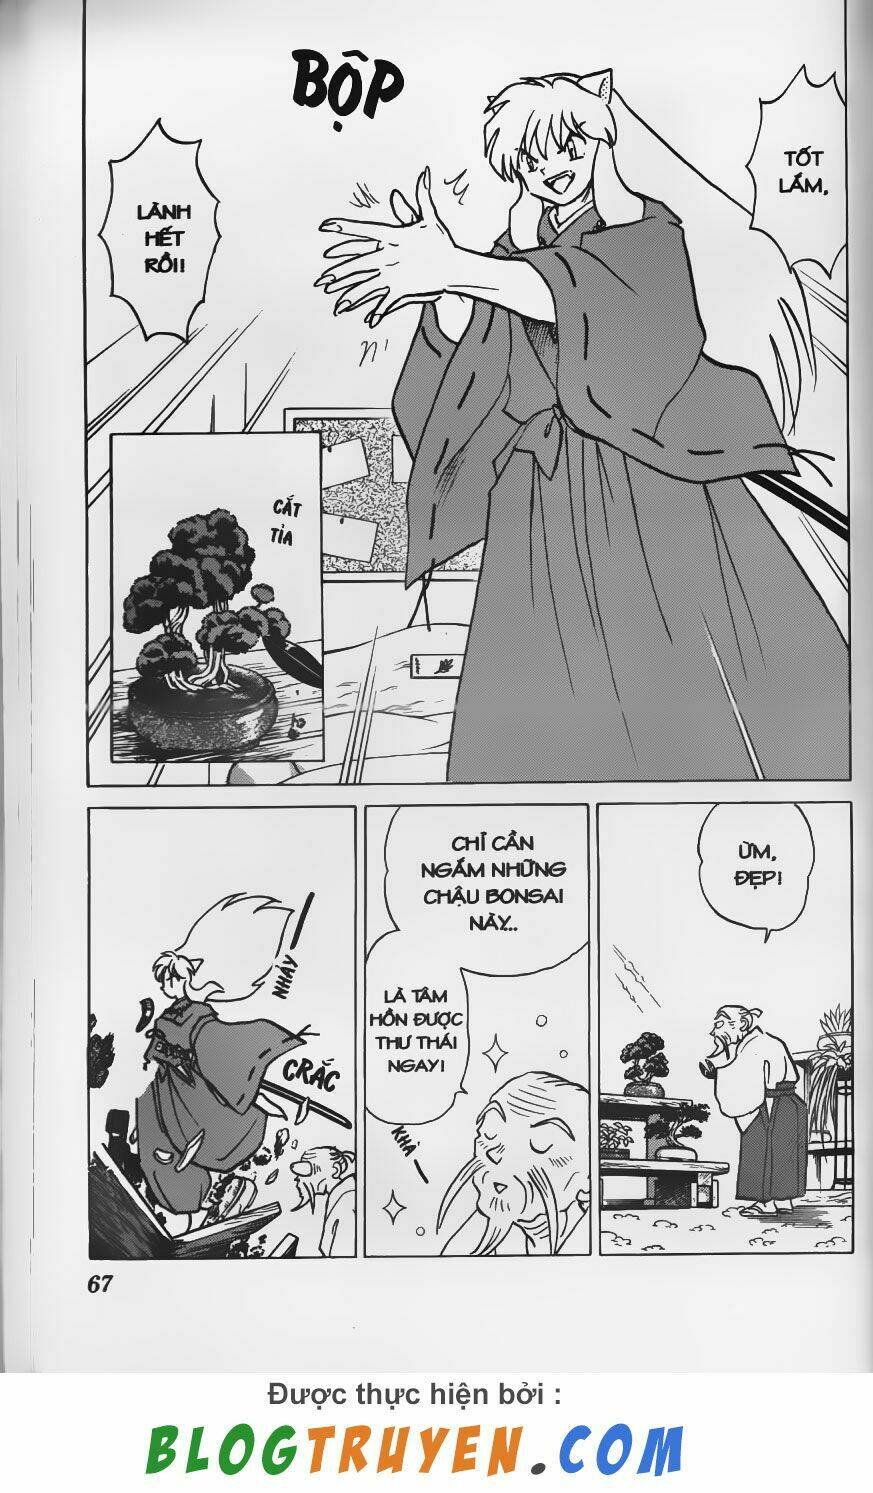 TỐT
LẮM,
BỘP
LÀNH
HẾT
RỒI!
CẮT
TỈA
ỪM,
ĐẸP!
CHỈ CẦN
NGẮM NHỮNG
CHẬU BONSAI
NÀY...
LÀ TÂM
HỒN ĐƯỢC
THƯ THÁI
NGAY!
KHÀ
NHẢY
CRẮC
67
Được thực hiện bởi :
BLOGTRUYEN.COM